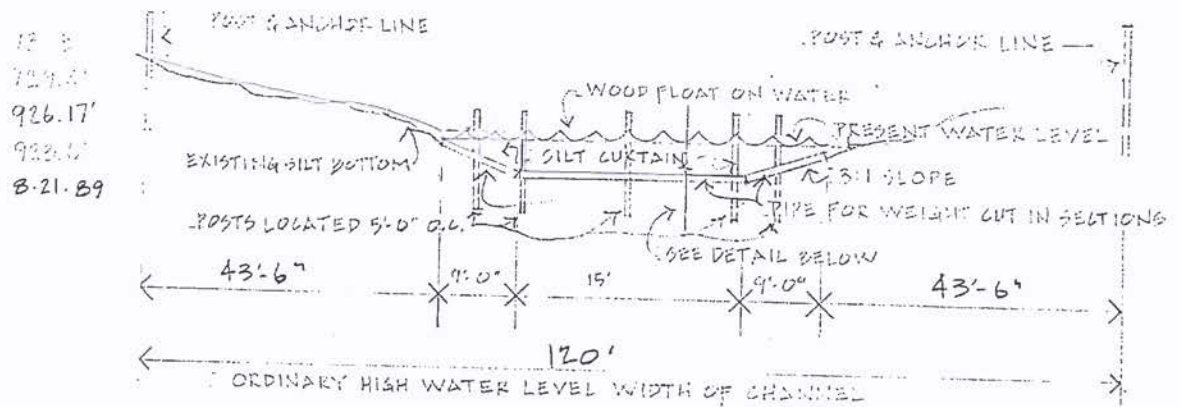 POST & ANCHOR LINE
POST & ANCHOR LINE
926.17'
8-21-89
WOOD FLOAT ON WATER
PRESENT WATER LEVEL
EXISTING SILT BOTTOM
SILT CURTAIN
3:1 SLOPE
POSTS LOCATED 5'-0" O.C.
PIPE FOR WEIGHT CUT IN SECTIONS
SEE DETAIL BELOW
43'-6"
9'-0"
15'
9'-0"
43'-6"
120'
ORDINARY HIGH WATER LEVEL WIDTH OF CHANNEL